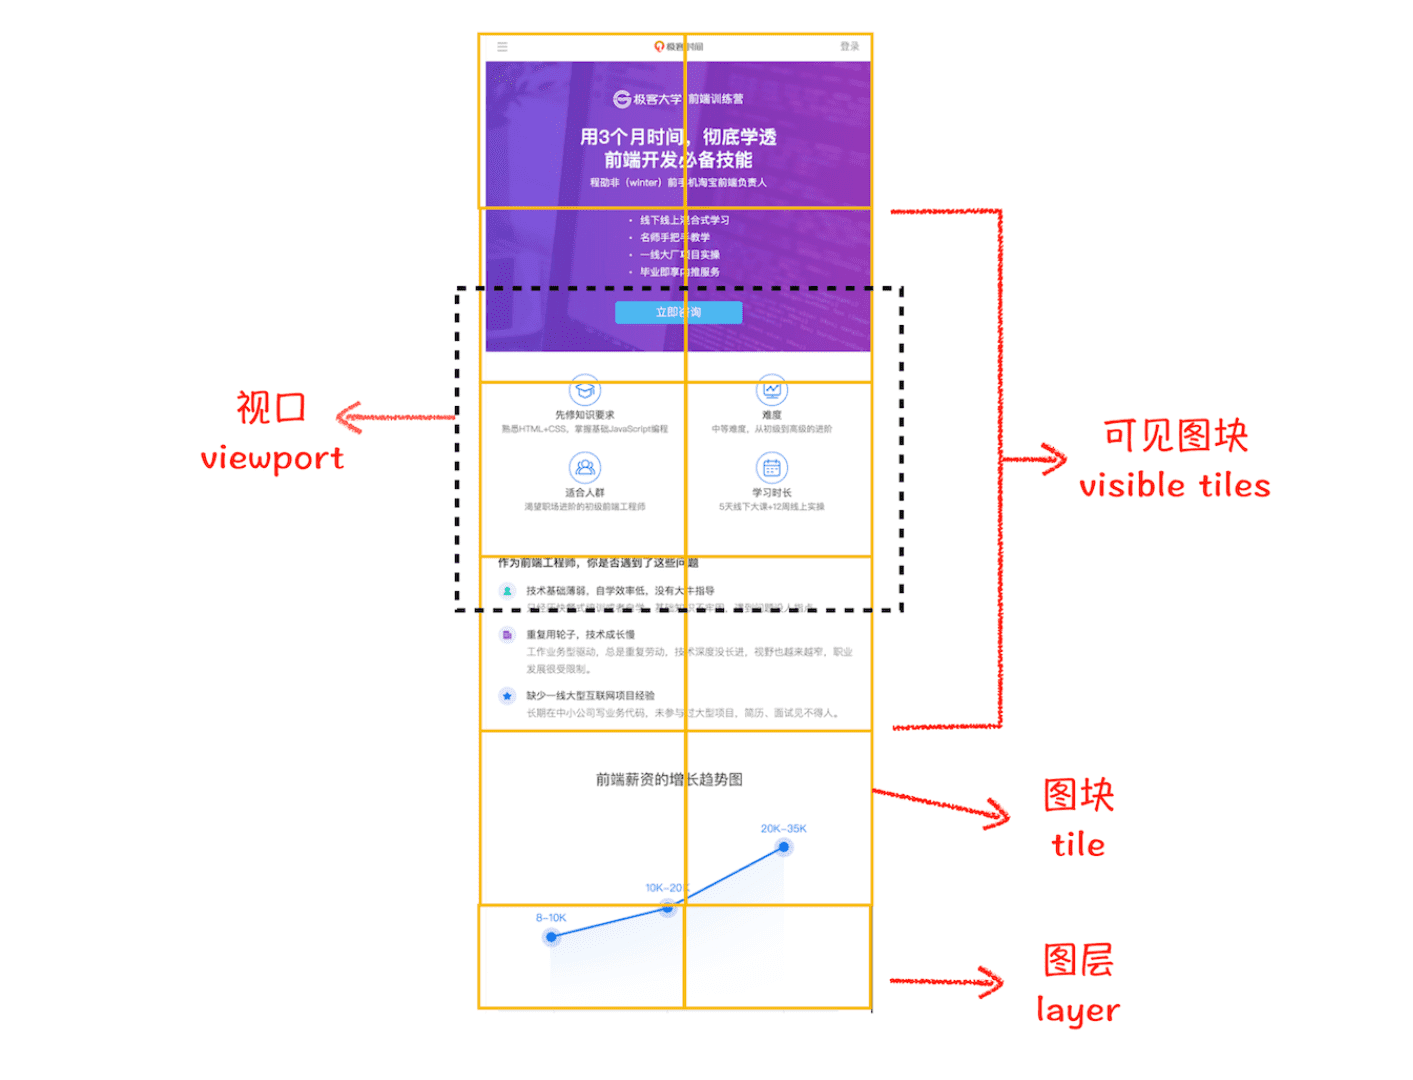 极客时间
登录
极客大学 前端训练营
用3个月时间，彻底学透
前端开发必备技能
程劭非（winter）前手机淘宝前端负责人
• 线下线上混合式学习
• 名师手把手教学
• 一线大厂项目实操
• 毕业即享内推服务
立即咨询
先修知识要求
熟悉HTML+CSS，掌握基础JavaScript编程
难度
中等难度，从初级到高级的进阶
适合人群
渴望职场进阶的初级前端工程师
学习时长
5天线下大课+12周线上实操
作为前端工程师，你是否遇到了这些问题
技术基础薄弱，自学效率低，没有大牛指导
重复用轮子，技术成长慢
工作业务型驱动，总是重复劳动，技术深度没长进，视野也越来越窄，职业
发展很受限制。
缺少一线大型互联网项目经验
长期在中小公司写业务代码，未参与过大型项目，简历、面试见不得人。
前端薪资的增长趋势图
20K-35K
10K-20K
8-10K
视口
viewport
可见图块
visible tiles
图块
tile
图层
layer